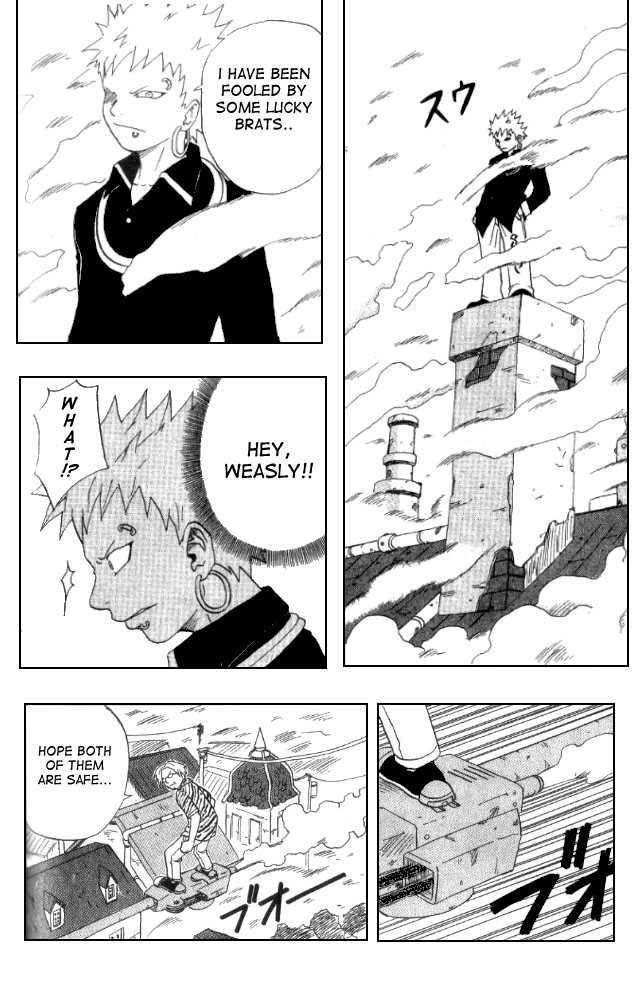 スウ
I HAVE BEEN
FOOLED BY
SOME LUCKY
BRATS..
HEY,
WEASLY!!
WHAT!?
ブオー
HOPE BOTH
OF THEM
ARE SAFE...
ブオー